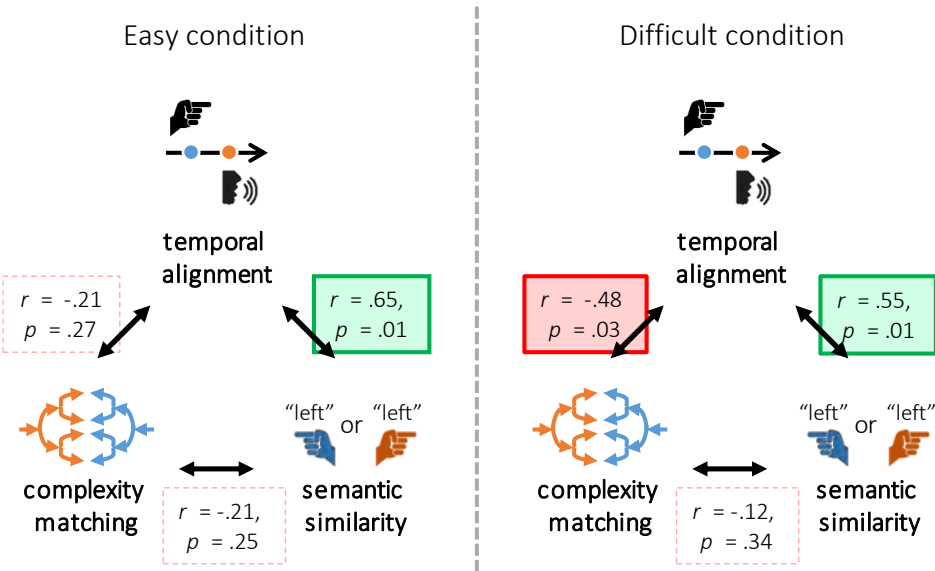 Easy condition
temporal
alignment
r = -.21
p = .27
r = .65,
p = .01
"left" or "left"
complexity
matching
semantic
similarity
r = -.21,
p = .25
Difficult condition
temporal
alignment
r = -.48
p = .03
r = .55,
p = .01
"left" or "left"
complexity
matching
semantic
similarity
r = -.12,
p = .34